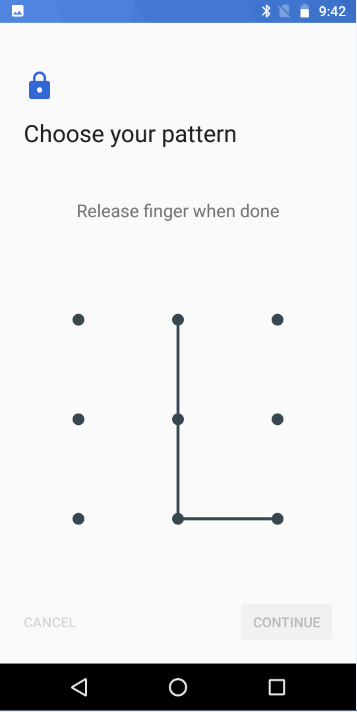 9:42
Choose your pattern
Release finger when done
CANCEL
CONTINUE